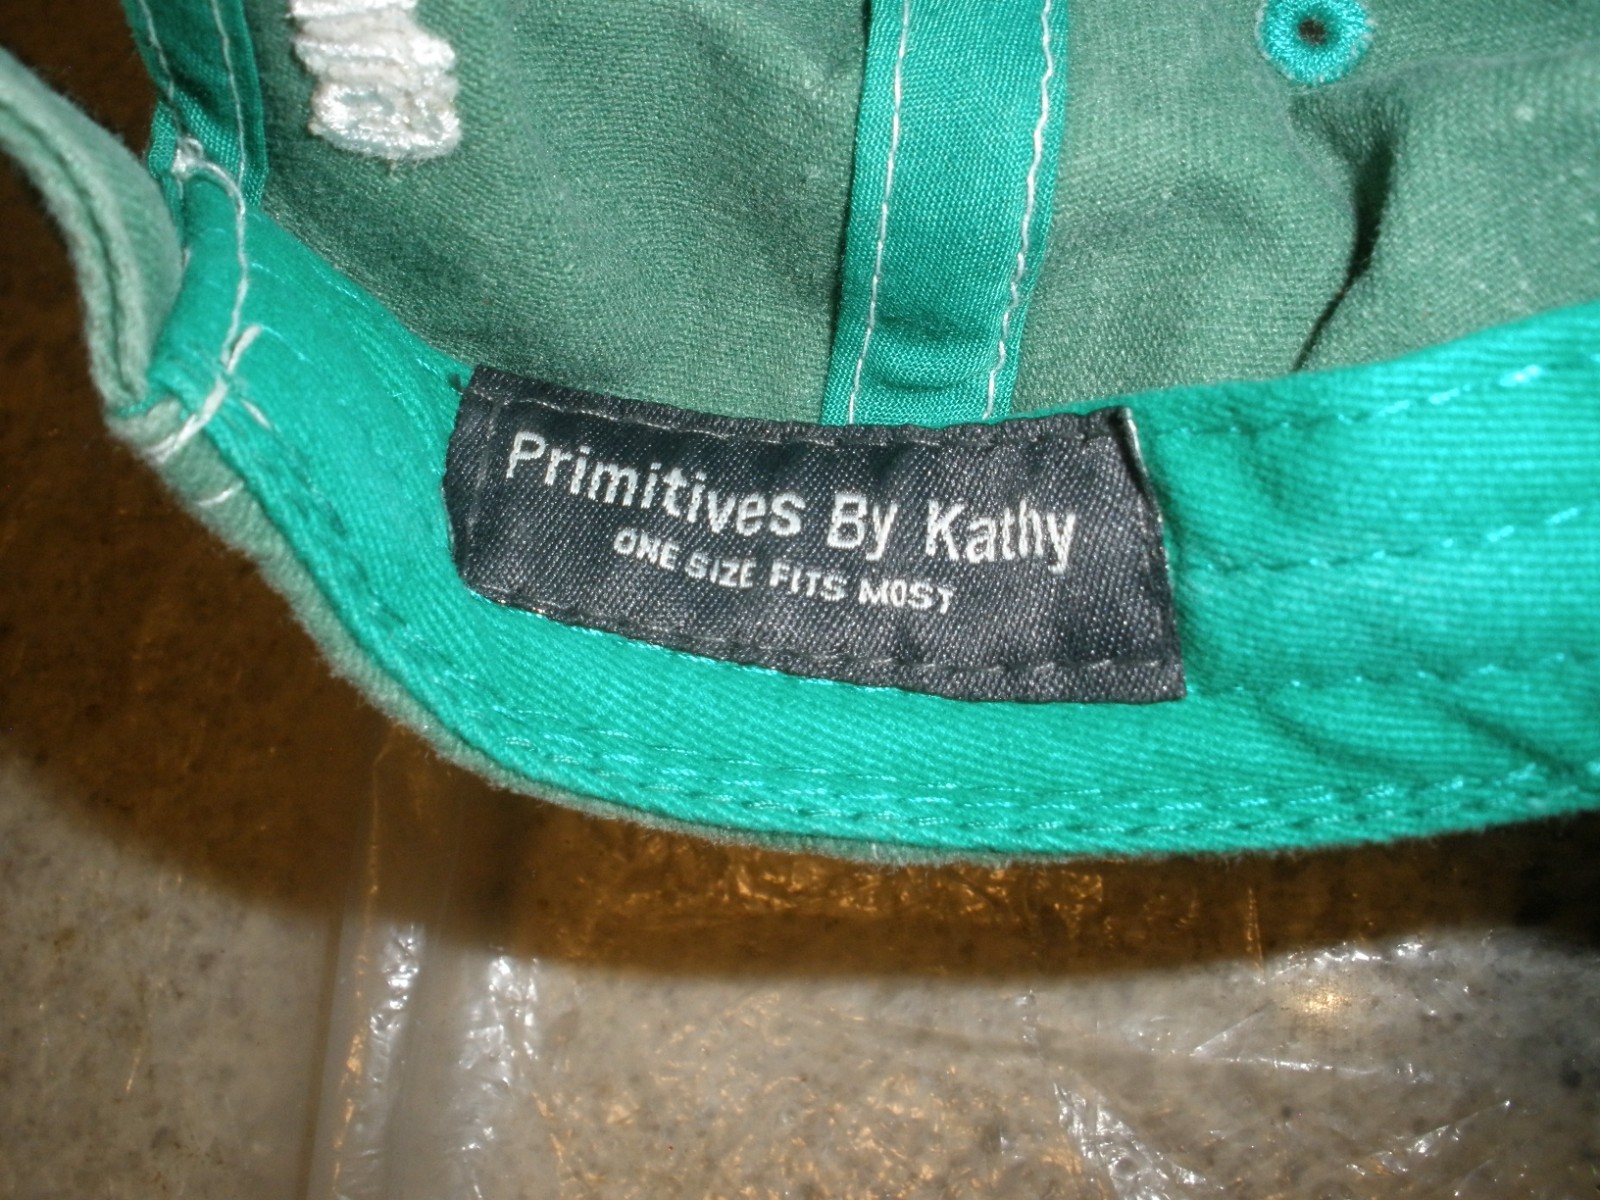 Primitives By Kathy
ONE SIZE FITS MOST